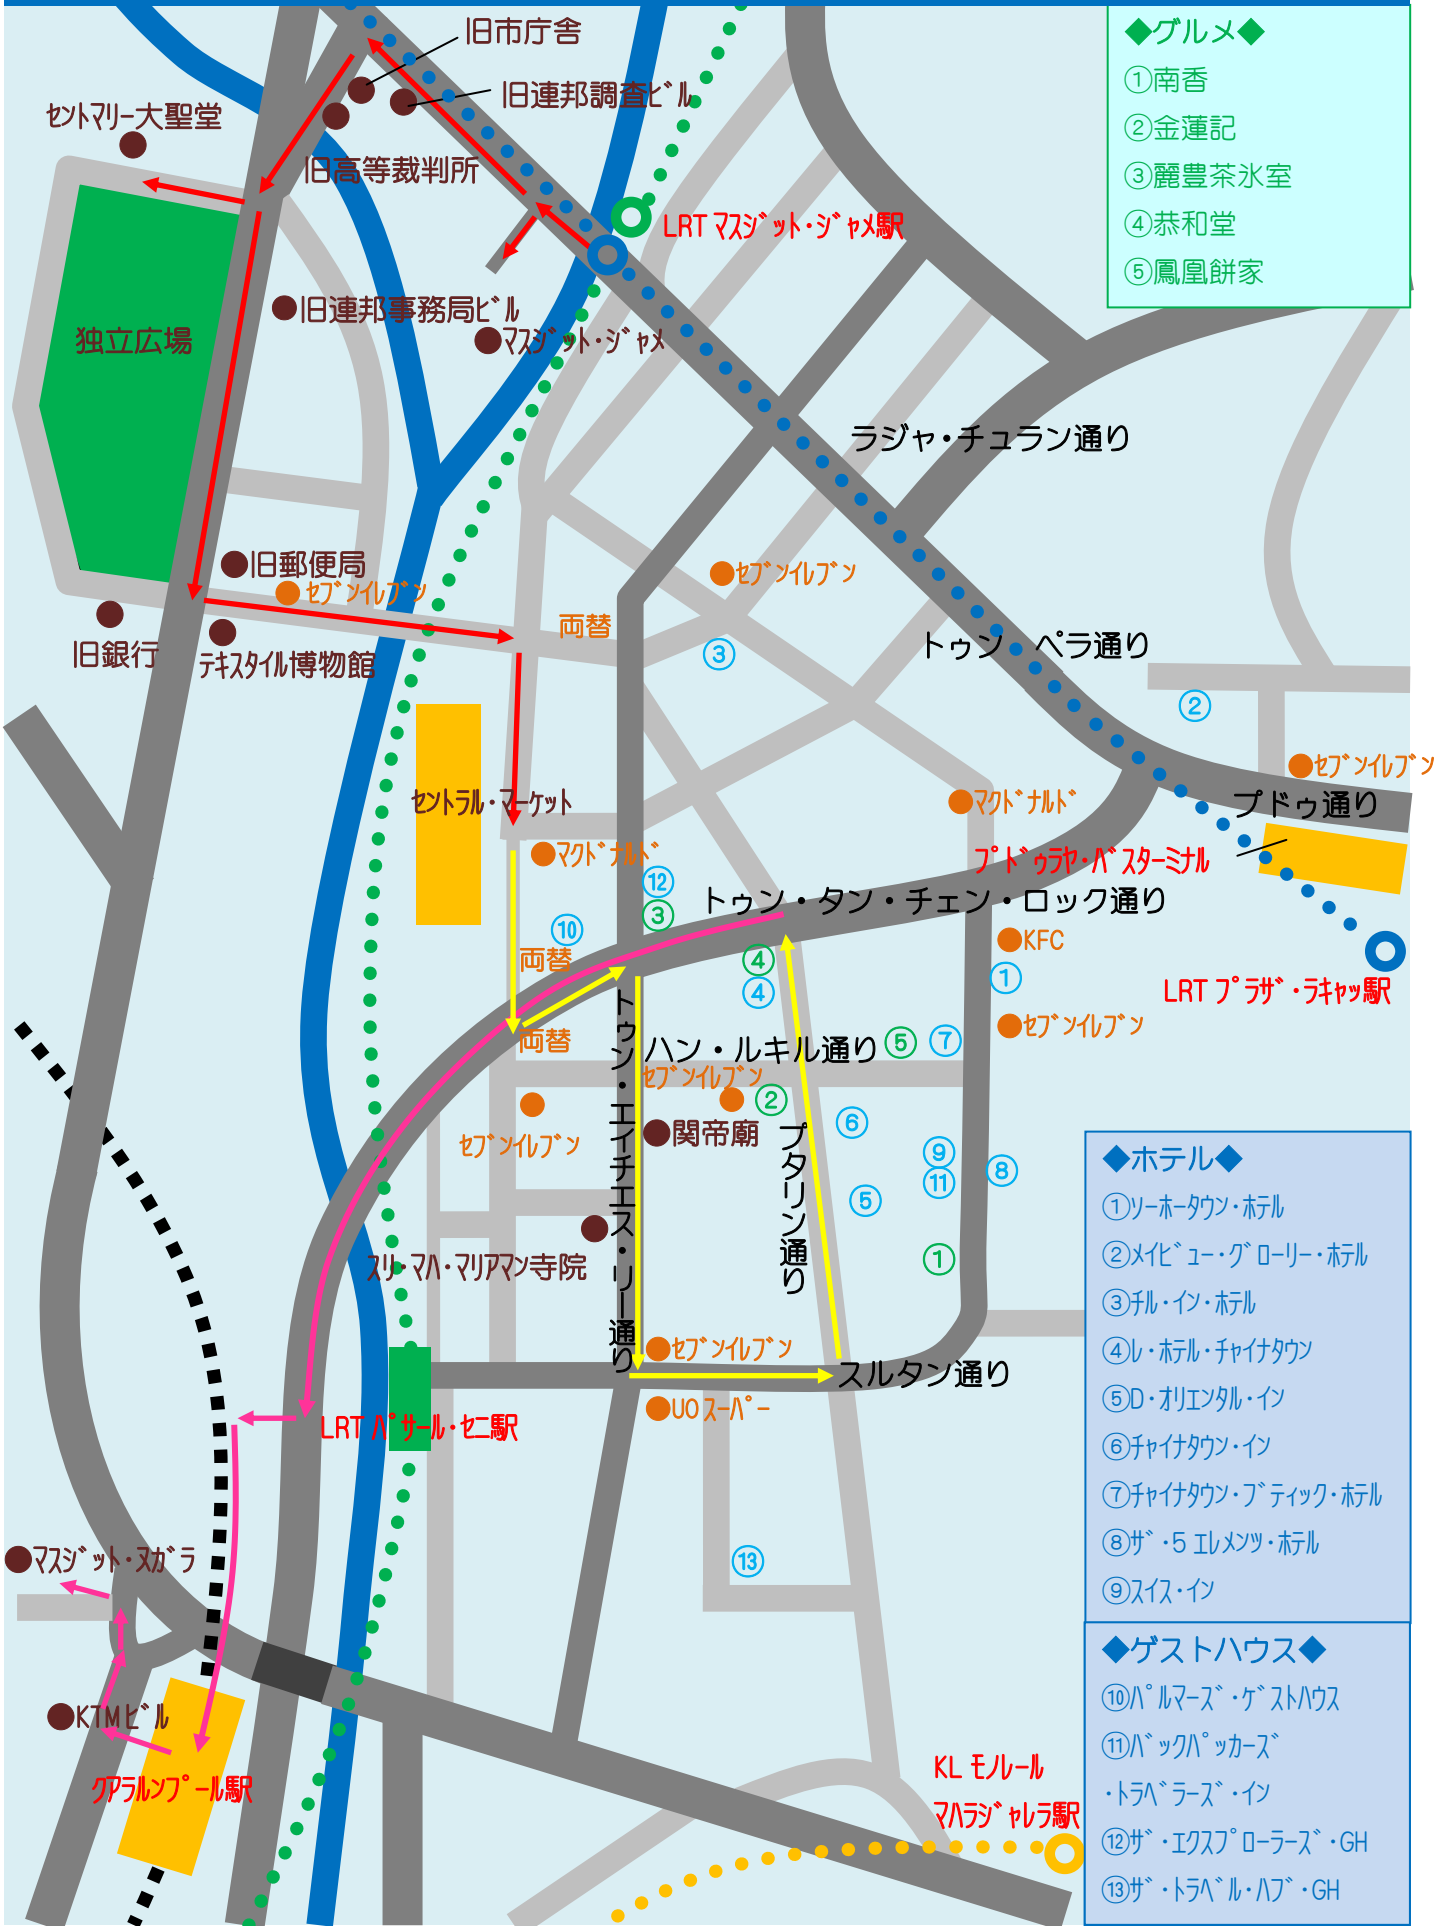 旧市庁舎
◆グルメ◆
①南香
②金蓮記
③麗豊茶氷室
④恭和堂
⑤鳳凰餅家
旧連邦調査ビル
セントマリー大聖堂
旧高等裁判所
LRT マスジット・ジャメ駅
旧連邦事務局ビル
独立広場
マスジット・ジャメ
ラジャ・チュラン通り
旧郵便局
セブンイレブン
セブンイレブン
両替
旧銀行
テキスタイル博物館
③
トゥン ペラ通り
②
セブンイレブン
セントラル・マーケット
マクドナルド
プドゥ通り
マクドナルド
プドゥラヤ・バスターミナル
⑫
③
トゥン・タン・チェン・ロック通り
⑩
両替
④
④
KFC
①
LRT プラザ・ラキャッ駅
両替
セブンイレブン
ハン・ルキル通り
⑤
⑦
セブンイレブン
②
トゥン・エイチエス・リー通り
セブンイレブン
関帝廟
プタリン通り
⑥
⑨
⑪
⑧
⑤
スリ・マハ・マリアマン寺院
①
◆ホテル◆
①ソーホータウン・ホテル
②メイビュー・グローリー・ホテル
③チル・イン・ホテル
④レ・ホテル・チャイナタウン
⑤D・オリエンタル・イン
⑥チャイナタウン・イン
⑦チャイナタウン・ブティック・ホテル
⑧ザ・5 エレメンツ・ホテル
⑨スイス・イン
セブンイレブン
スルタン通り
UO スーパー
LRT パサール・セニ駅
マスジット・ヌガラ
⑬
◆ゲストハウス◆
⑩パルマーズ・ゲストハウス
⑪バックパッカーズ
・トラベラーズ・イン
⑫ザ・エクスプローラーズ・GH
⑬ザ・トラベル・ハブ・GH
KTMビル
クアラルンプール駅
KL モノレール
マハラジャレラ駅